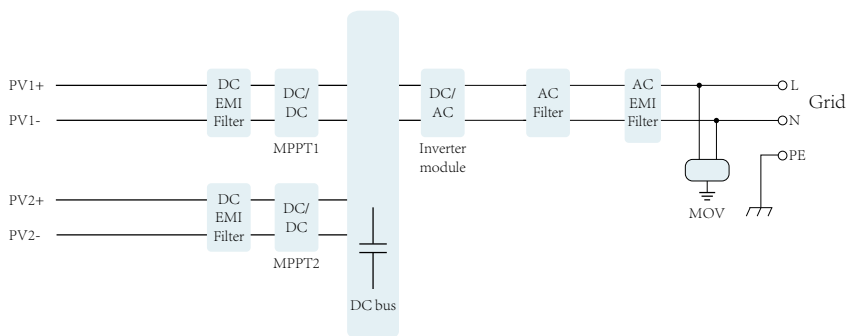 PV1+
PV1-
DC
EMI
Filter
DC/
DC
MPPT1
DC/
AC
Inverter
module
AC
Filter
AC
EMI
Filter
L
N
Grid
PE
MOV
PV2+
PV2-
DC
EMI
Filter
DC/
DC
MPPT2
DC bus